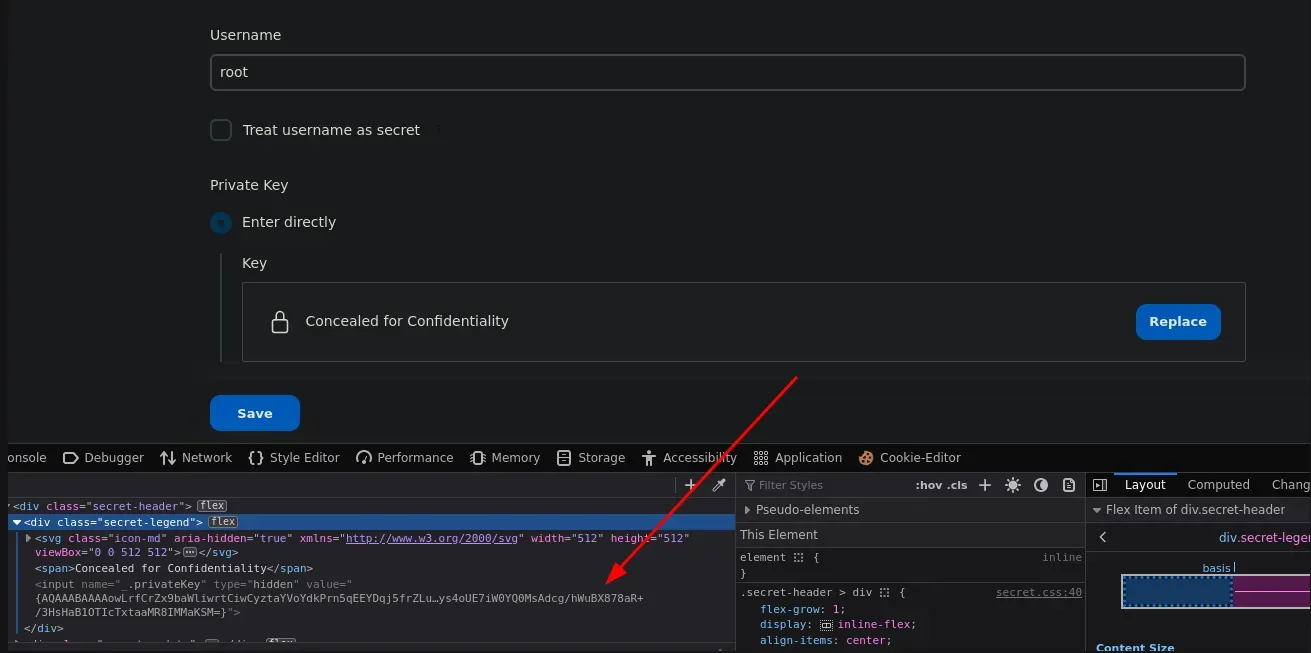 Username
root
Treat username as secret ?
Private Key
Enter directly
Key
Concealed for Confidentiality
Replace
Save
onsole Debugger Network Style Editor Performance Memory Storage Accessibility Application Cookie-Editor
Filter Styles :hov .cls + Layout Computed Chang
<div class="secret-header"> flex
<div class="secret-legend"> flex
<svg class="icon-md" aria-hidden="true" xmlns="http://www.w3.org/2000/svg" width="512" height="512"
viewBox="0 0 512 512"></svg>
<span>Concealed for Confidentiality</span>
<input name="_.privateKey" type="hidden" value="
{AQAAABAAAAowLrfCrZx9baWliwrtCiwCyztaYVoYdkPrn5qEEYDqj5frZLu…ys4oUE7iW0YQ0MsAdcg/hWuBX878aR+
/3HsHaB1OTIcTxtaaMR8IMMaKSM=}">
</div>
Pseudo-elements
This Element
element { inline
}
.secret-header > div { secret.css:40
flex-grow: 1;
display: inline-flex;
align-items: center;
Flex Item of div.secret-header
div.secret-leger
basis
Content Size